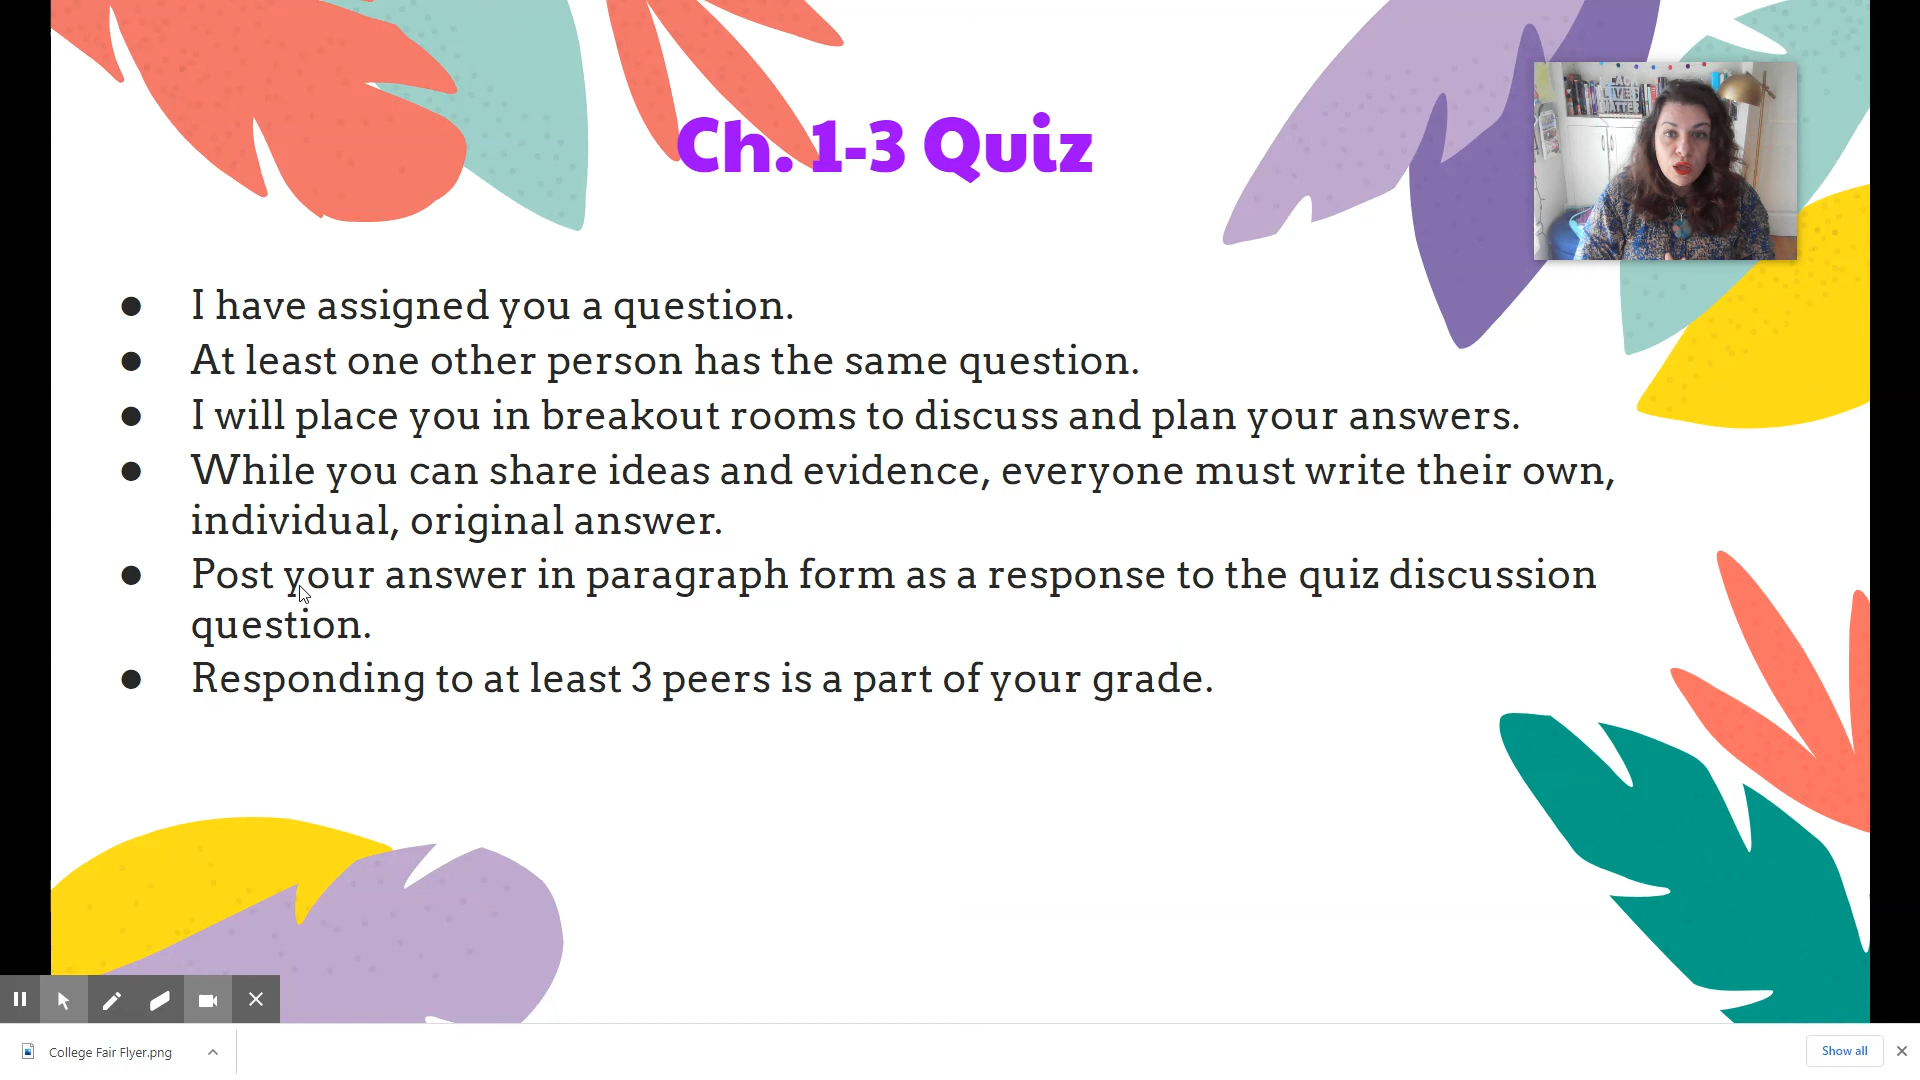 BLACK
LIVES
MATTER
Ch. 1-3 Quiz
● I have assigned you a question.
● At least one other person has the same question.
● I will place you in breakout rooms to discuss and plan your answers.
● While you can share ideas and evidence, everyone must write their own,
individual, original answer.
● Post your answer in paragraph form as a response to the quiz discussion
question.
● Responding to at least 3 peers is a part of your grade.
College Fair Flyer.png
Show all